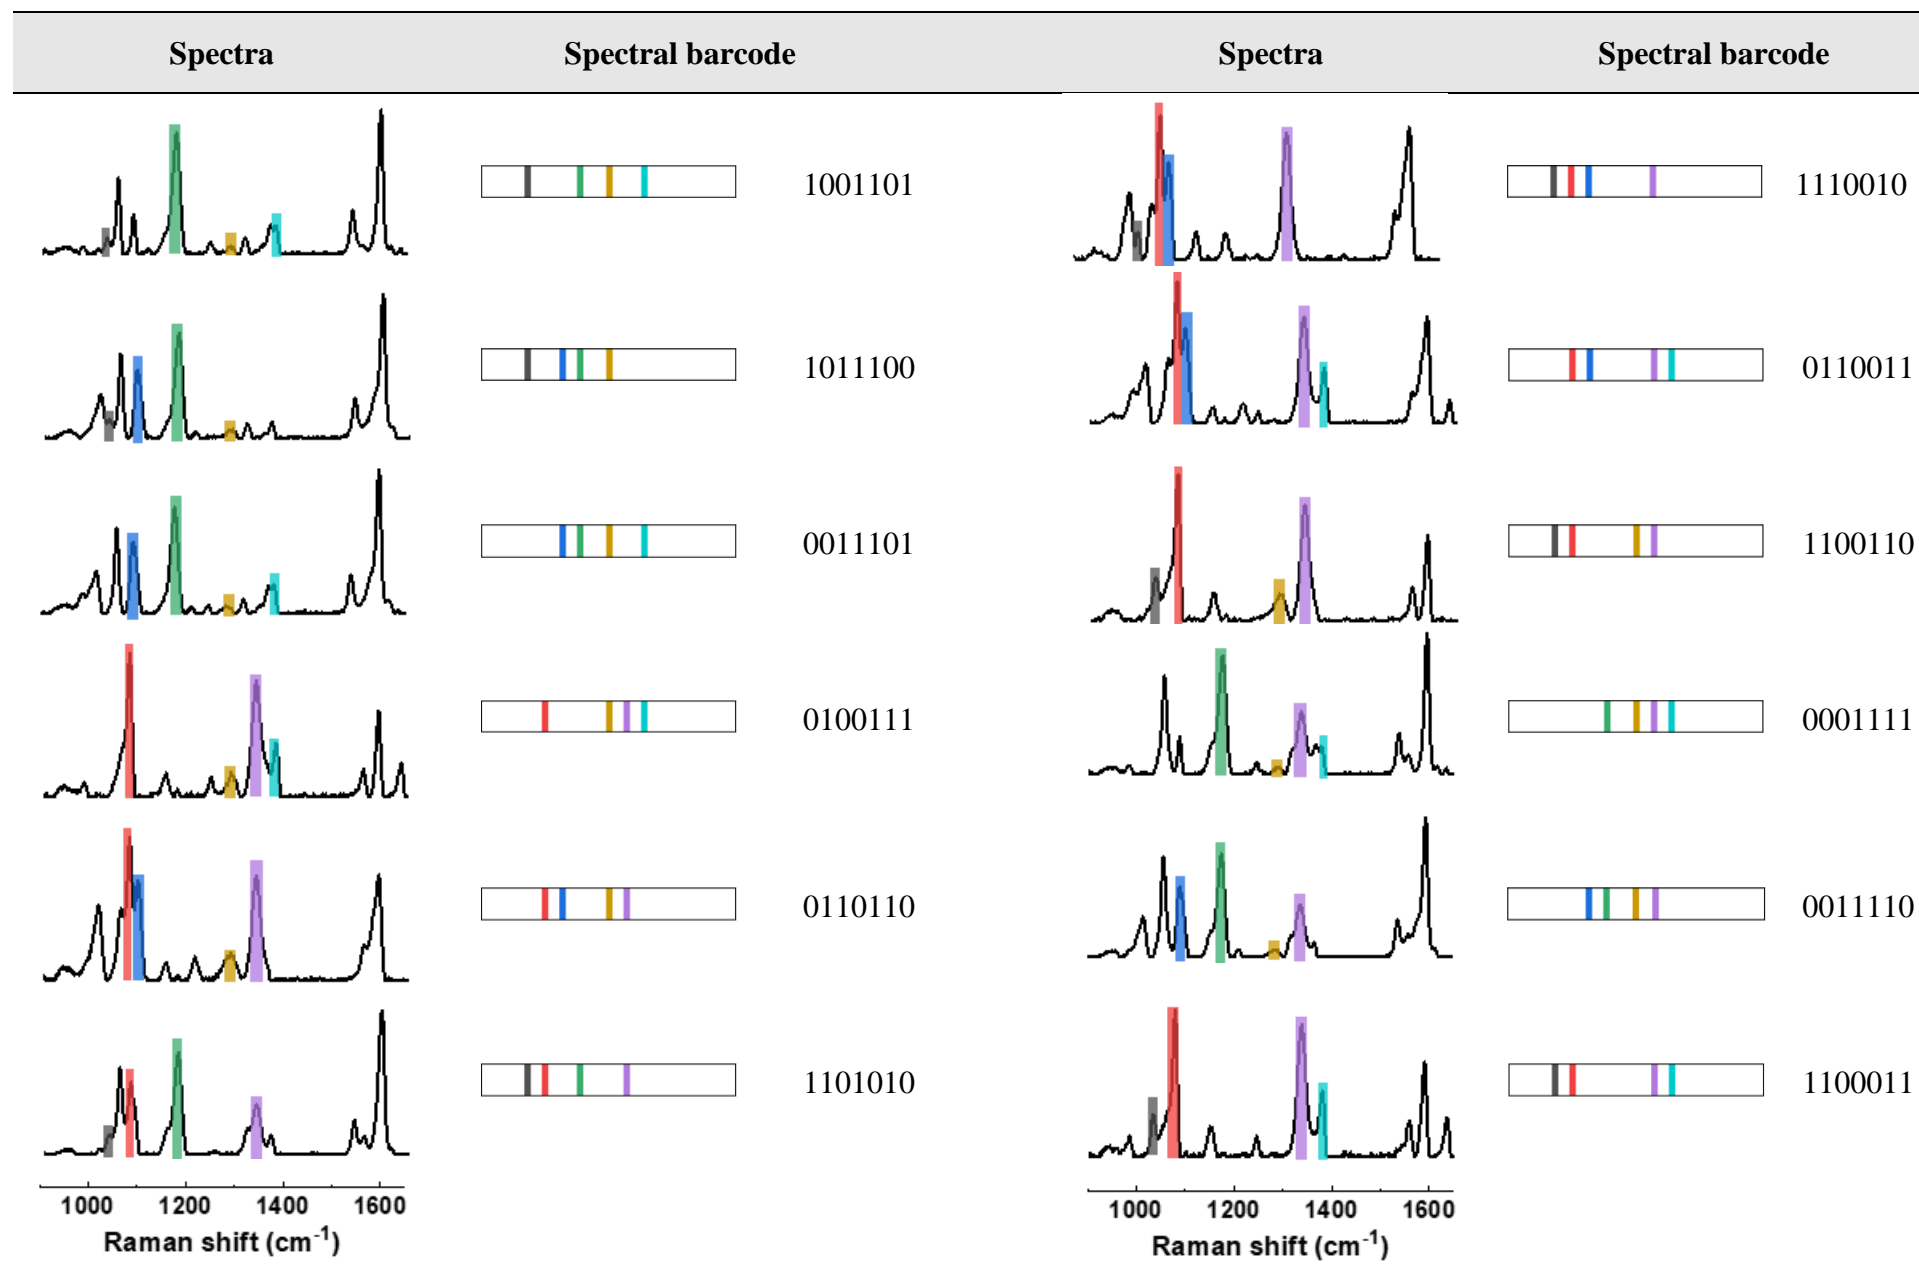 Spectra Spectral barcode Spectra Spectral barcode
1001101 1110010
1011100 0110011
0011101 1100110
0100111 0001111
0110110 0011110
1101010 1100011
1000 1200 1400 1600 1000 1200 1400 1600
Raman shift (cm⁻¹) Raman shift (cm⁻¹)